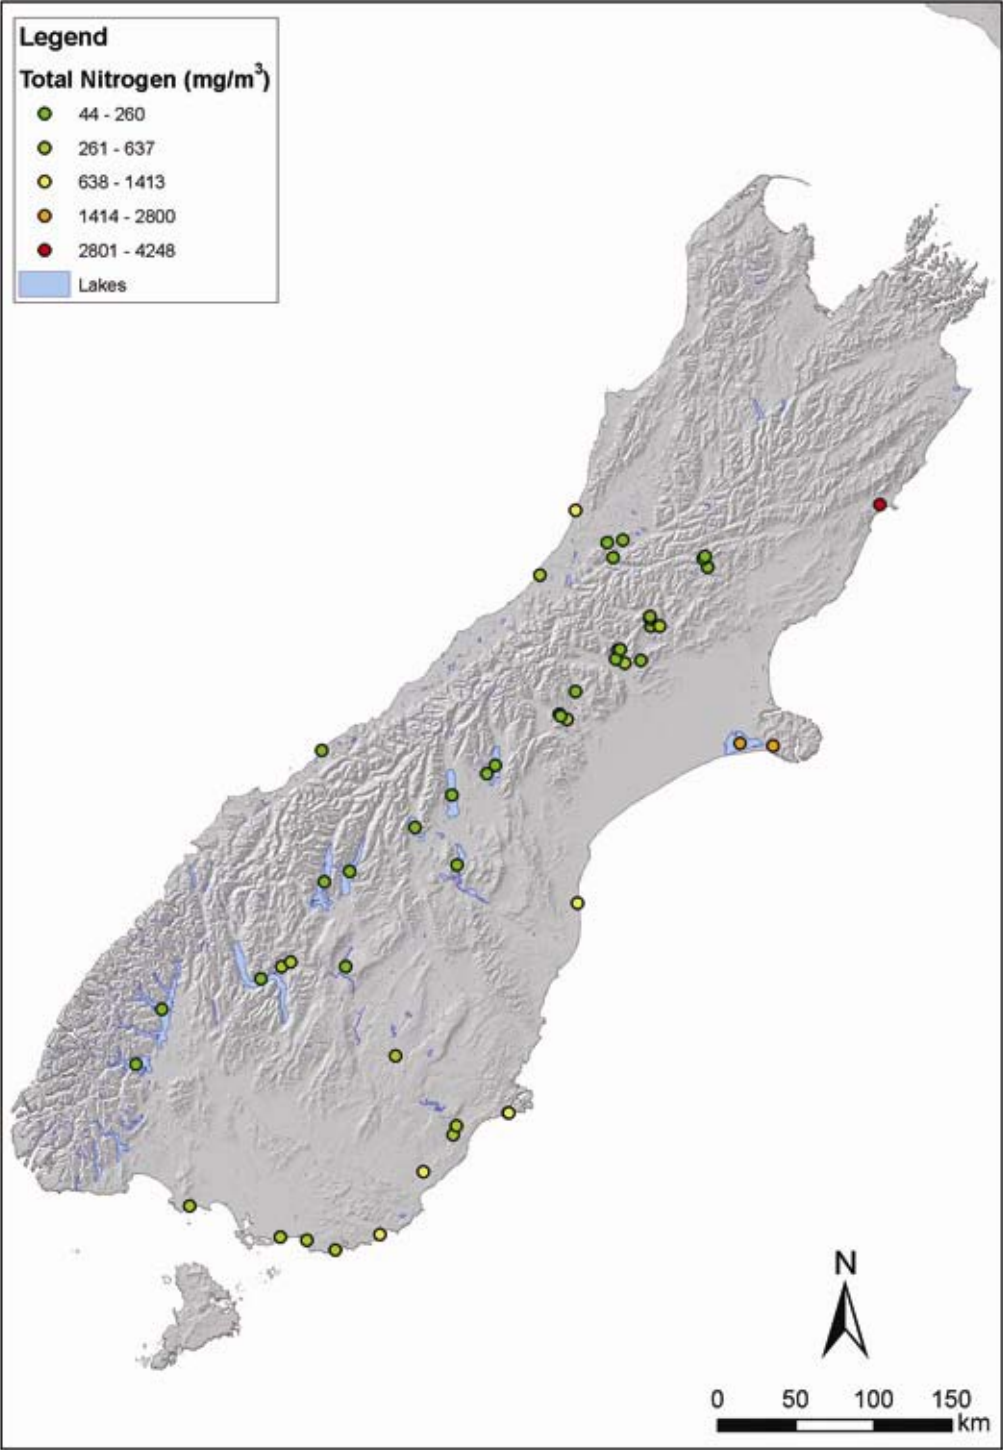 Legend
Total Nitrogen (mg/m³)
44 - 260
261 - 637
638 - 1413
1414 - 2800
2801 - 4248
Lakes
N
0 50 100 150
km